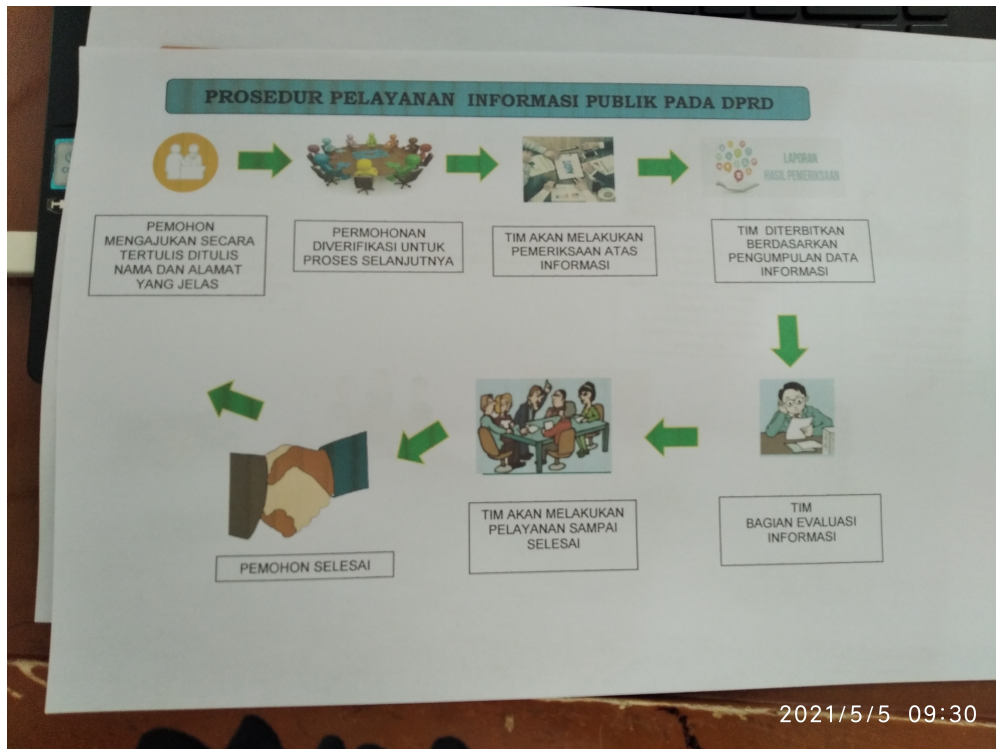 PROSEDUR PELAYANAN INFORMASI PUBLIK PADA DPRD
LAPORAN
HASIL PEMERIKSAAN
PEMOHON
MENGAJUKAN SECARA
TERTULIS DITULIS
NAMA DAN ALAMAT
YANG JELAS
PERMOHONAN
DIVERIFIKASI UNTUK
PROSES SELANJUTNYA
TIM AKAN MELAKUKAN
PEMERIKSAAN ATAS
INFORMASI
TIM DITERBITKAN
BERDASARKAN
PENGUMPULAN DATA
INFORMASI
TIM
BAGIAN EVALUASI
INFORMASI
TIM AKAN MELAKUKAN
PELAYANAN SAMPAI
SELESAI
PEMOHON SELESAI
2021/5/5 09:30